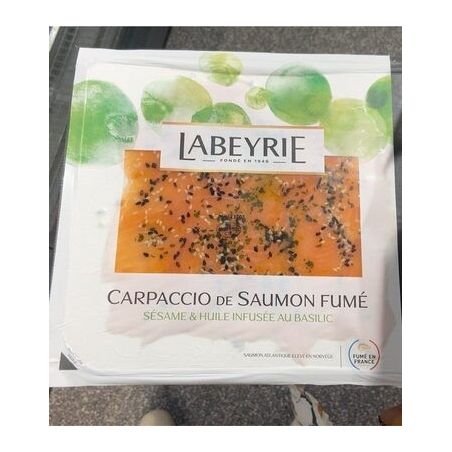 LABEYRIE
FONDÉ EN 1946
CARPACCIO DE SAUMON FUMÉ
SÉSAME & HUILE INFUSÉE AU BASILIC
SAUMON ATLANTIQUE ÉLEVÉ EN NORVÈGE
FUMÉ EN
FRANCE